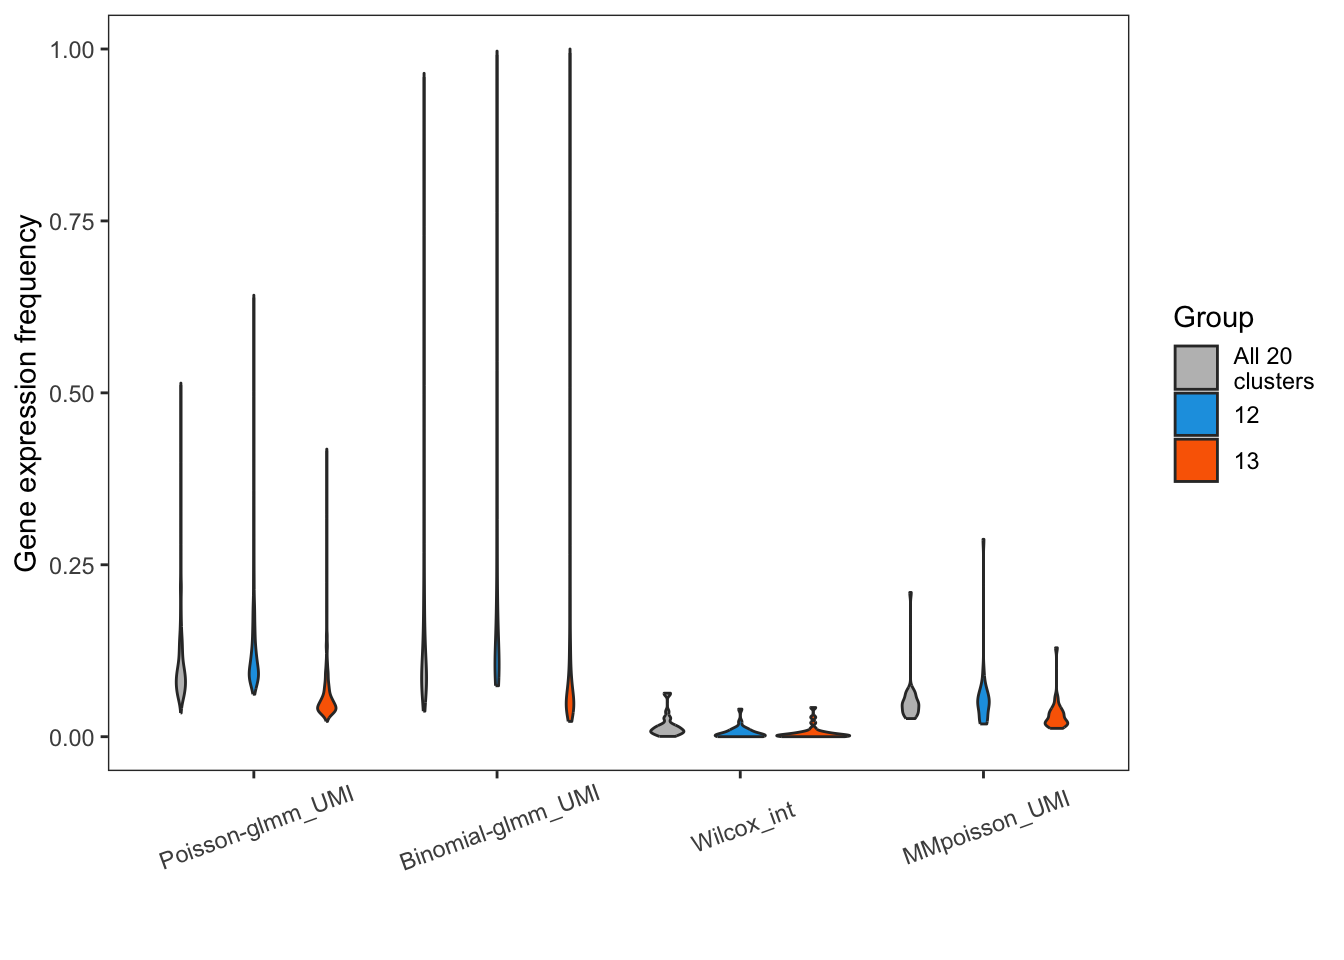 Gene expression frequency
1.00
0.75
0.50
0.25
0.00
Poisson-glmm_UMI
Binomial-glmm_UMI
Wilcox_int
MMpoisson_UMI
Group
All 20
clusters
12
13